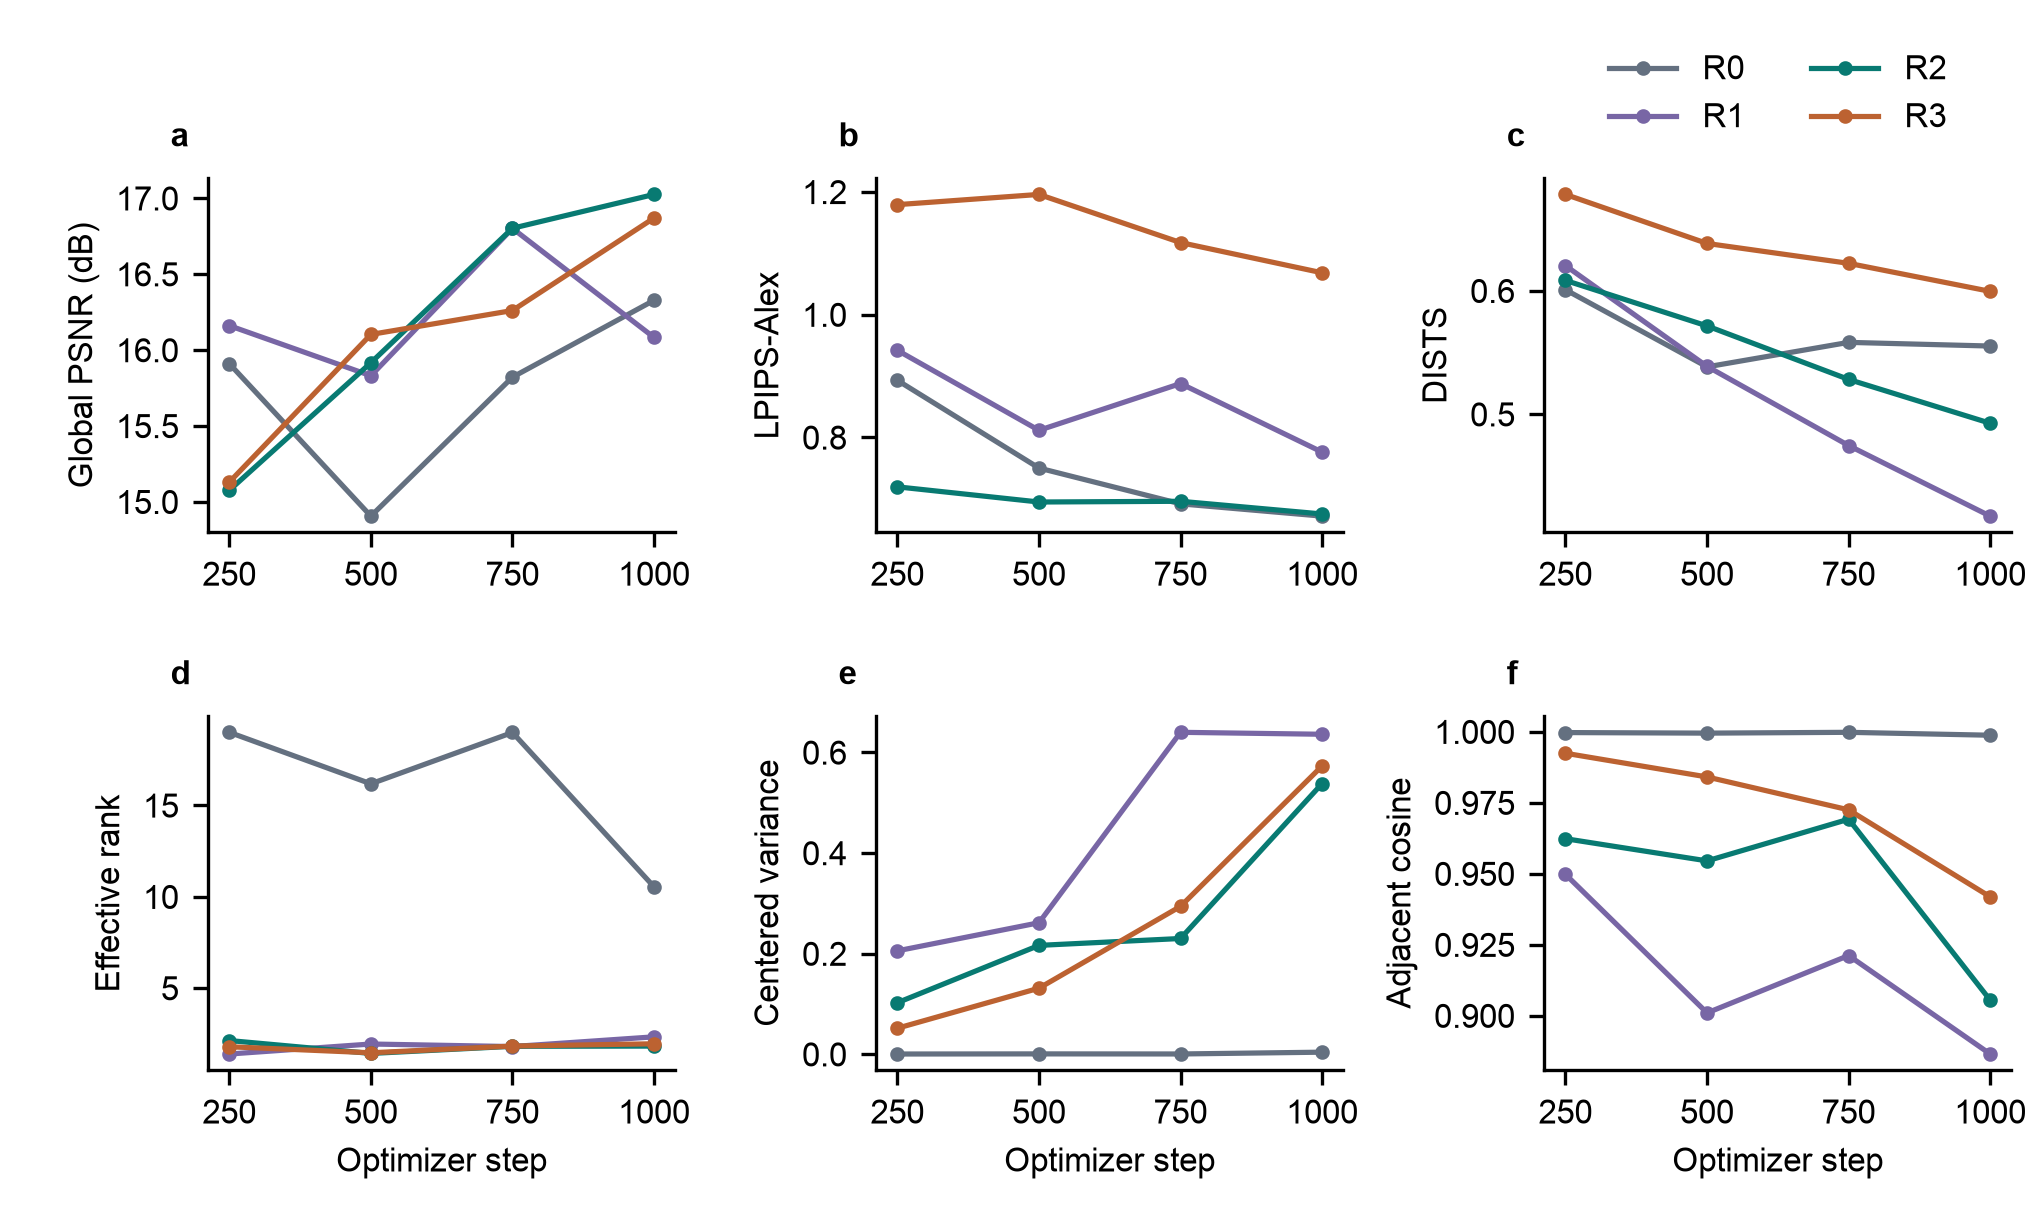 R0 R2
R1 R3
a
Global PSNR (dB)
17.0
16.5
16.0
15.5
15.0
250 500 750 1000
b
LPIPS-Alex
1.2
1.0
0.8
250 500 750 1000
c
DISTS
0.6
0.5
250 500 750 1000
d
Effective rank
15
10
5
250 500 750 1000
Optimizer step
e
Centered variance
0.6
0.4
0.2
0.0
250 500 750 1000
Optimizer step
f
Adjacent cosine
1.000
0.975
0.950
0.925
0.900
250 500 750 1000
Optimizer step